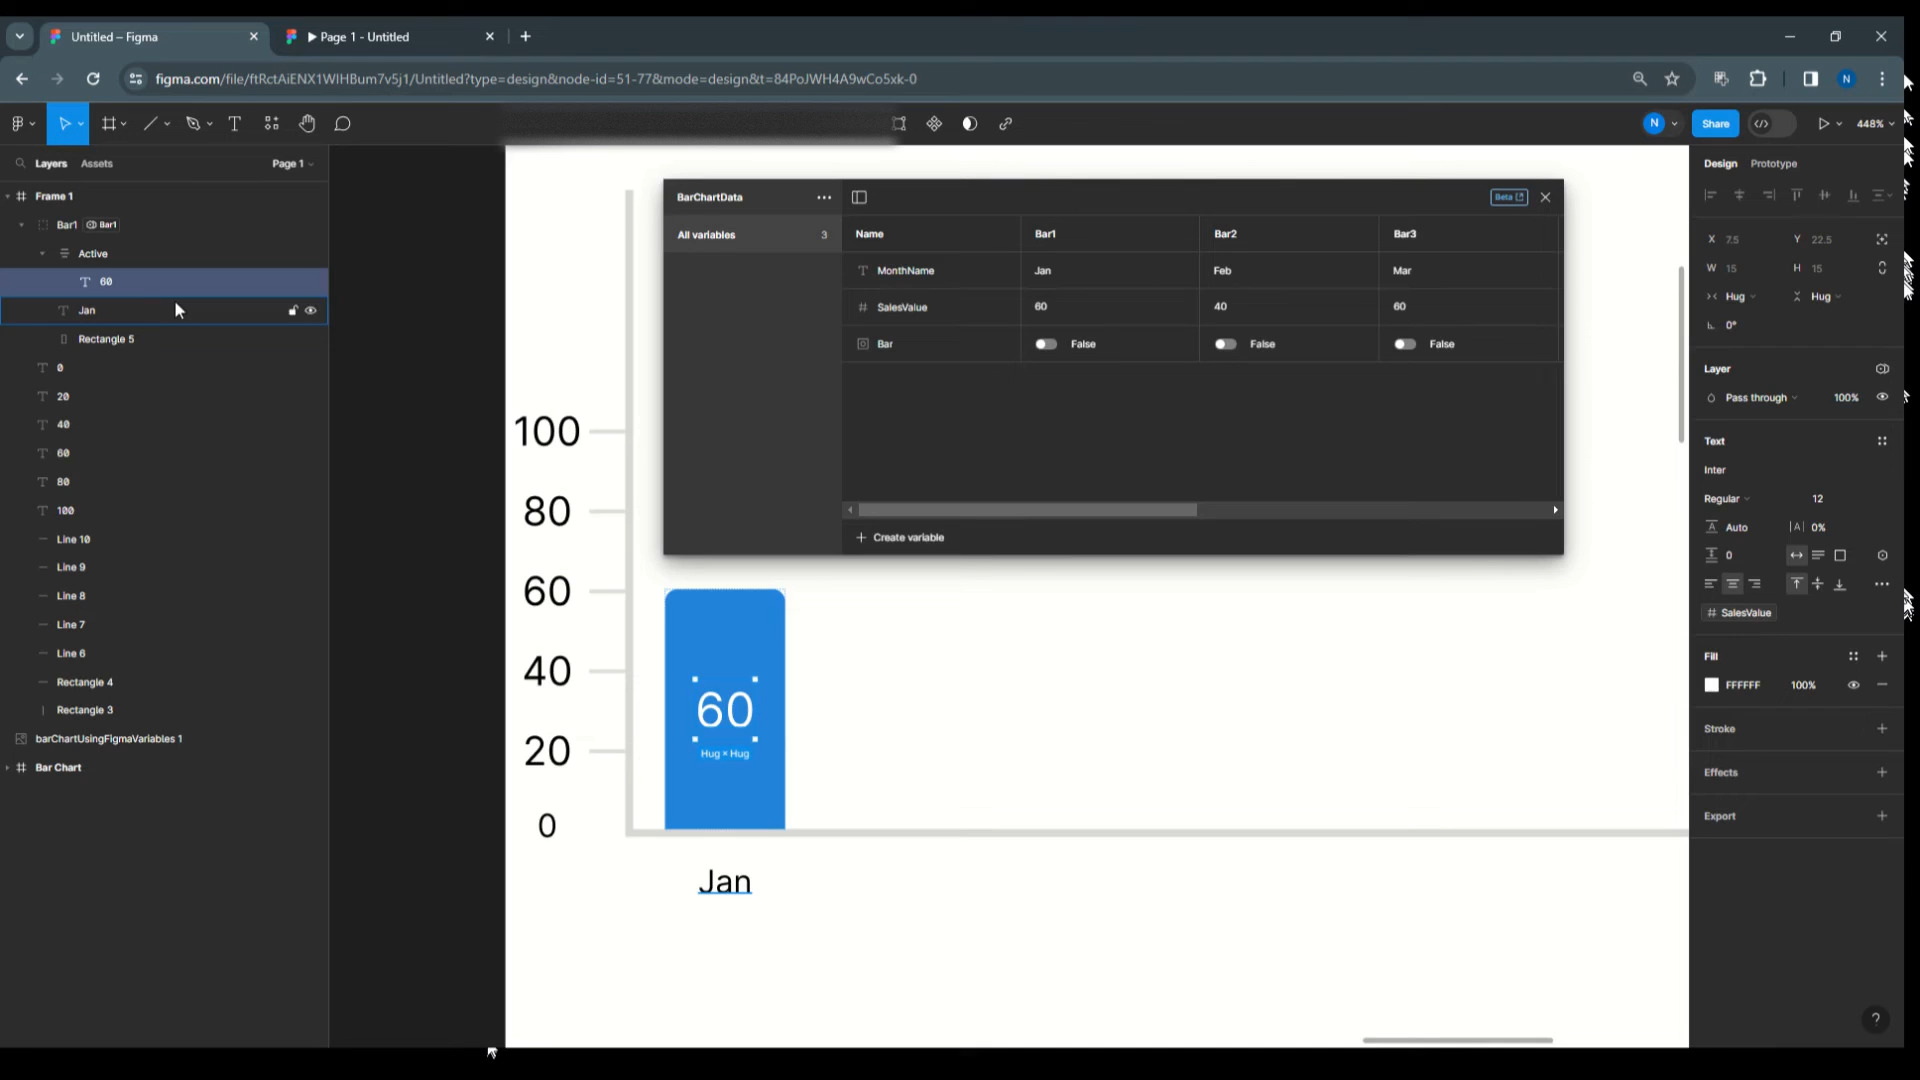 Untitled – Figma
Page 1 - Untitled
figma.com/file/ftRctAiENX1WIHBum7v5j1/Untitled?type=design&node-id=51-77&mode=design&t=84PoJWH4A9wCo5xk-0
N
N
Share
448%
Layers
Assets
Page 1
Frame 1
Bar1
Bar1
Active
60
Jan
Rectangle 5
0
20
40
60
80
100
Line 10
Line 9
Line 8
Line 7
Line 6
Rectangle 4
Rectangle 3
barChartUsingFigmaVariables 1
Bar Chart
BarChartData
Beta
All variables
3
Name
Bar1
Bar2
Bar3
MonthName
Jan
Feb
Mar
SalesValue
60
40
60
Bar
False
False
False
Create variable
100
80
60
40
20
0
60
Hug × Hug
Jan
Design
Prototype
X 7.5
Y 22.5
W 15
H 15
Hug
Hug
0°
Layer
Pass through
100%
Text
Inter
Regular
12
Auto
0%
0
SalesValue
Fill
FFFFFF
100%
Stroke
Effects
Export
?